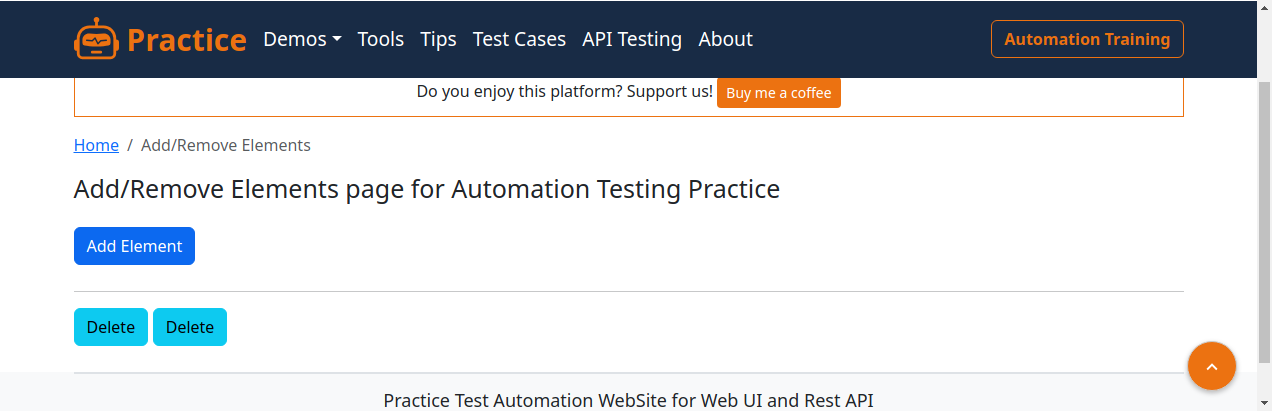 Practice Demos Tools Tips Test Cases API Testing About Automation Training
Do you enjoy this platform? Support us! Buy me a coffee
Home / Add/Remove Elements
Add/Remove Elements page for Automation Testing Practice
Add Element
Delete Delete
Practice Test Automation WebSite for Web UI and Rest API